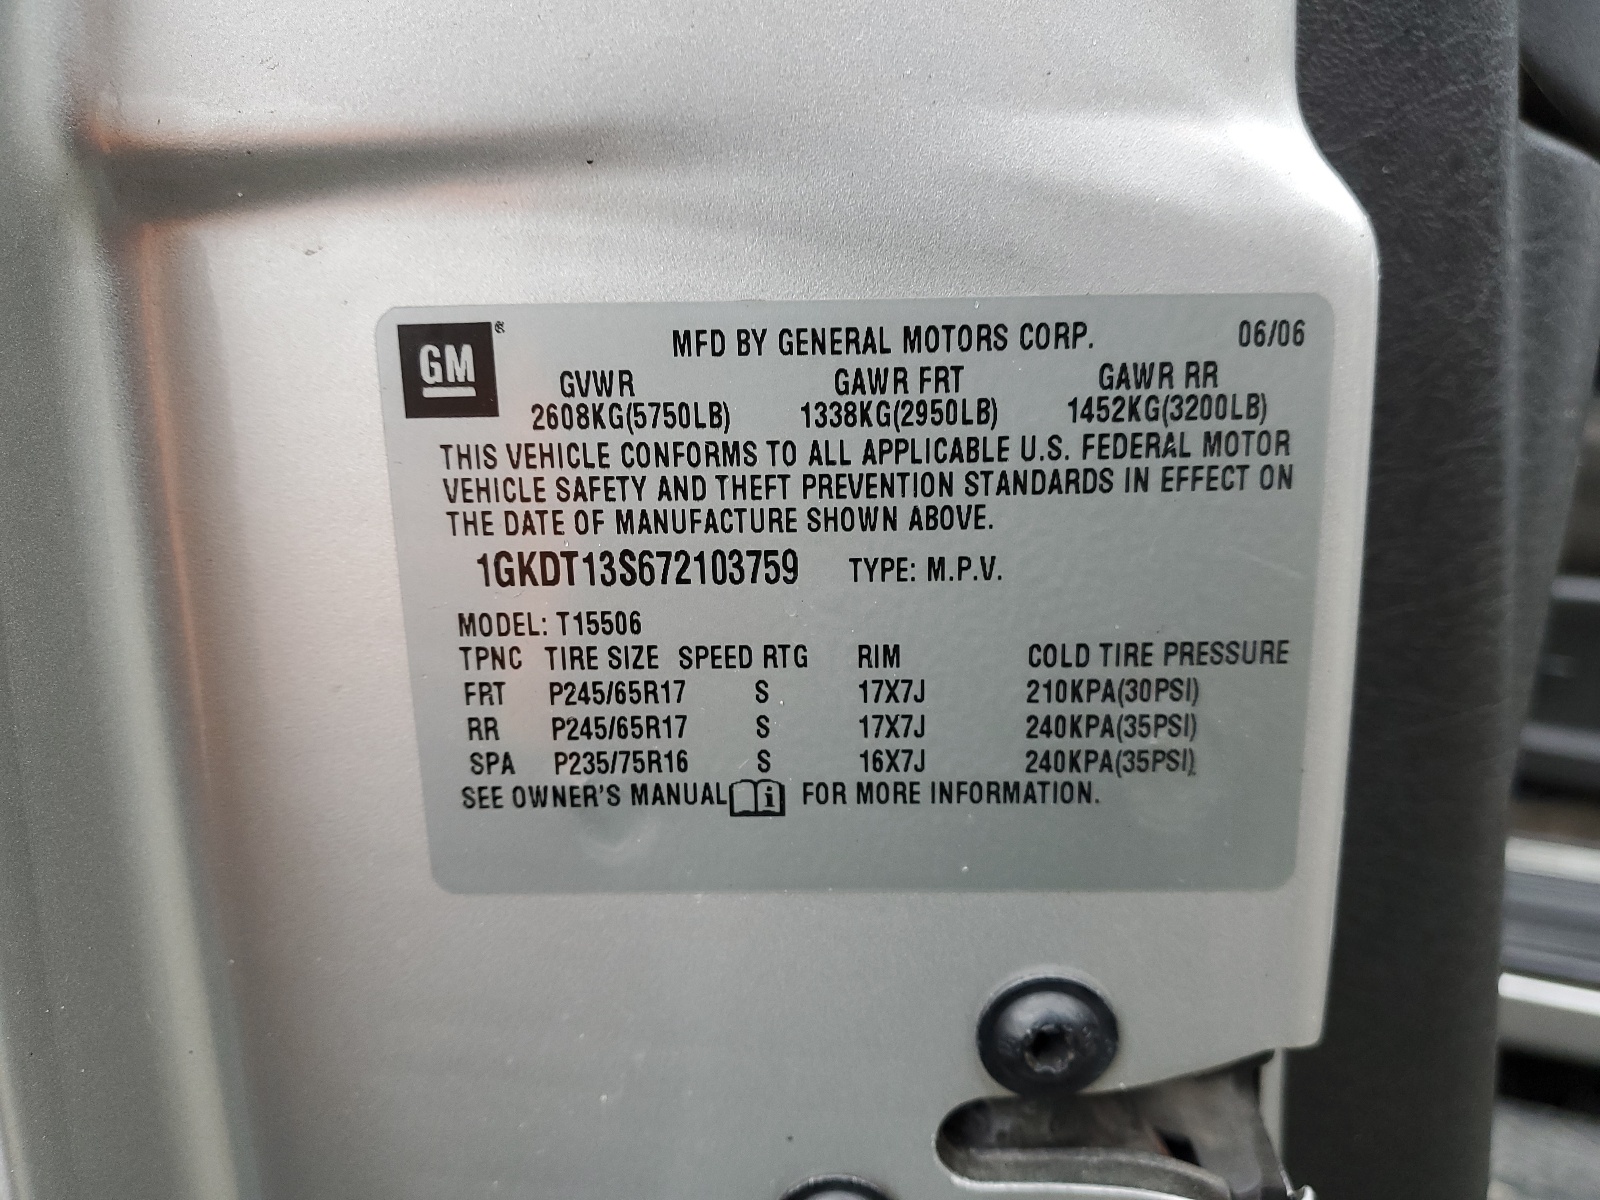 GM®
MFD BY GENERAL MOTORS CORP. 06/06
GVWR GAWR FRT GAWR RR
2608KG(5750LB) 1338KG(2950LB) 1452KG(3200LB)
THIS VEHICLE CONFORMS TO ALL APPLICABLE U.S. FEDERAL MOTOR
VEHICLE SAFETY AND THEFT PREVENTION STANDARDS IN EFFECT ON
THE DATE OF MANUFACTURE SHOWN ABOVE.
1GKDT13S672103759 TYPE: M.P.V.
MODEL: T15506
TPNC TIRE SIZE SPEED RTG RIM COLD TIRE PRESSURE
FRT P245/65R17 S 17X7J 210KPA(30PSI)
RR P245/65R17 S 17X7J 240KPA(35PSI)
SPA P235/75R16 S 16X7J 240KPA(35PSI)
SEE OWNER'S MANUAL i FOR MORE INFORMATION.